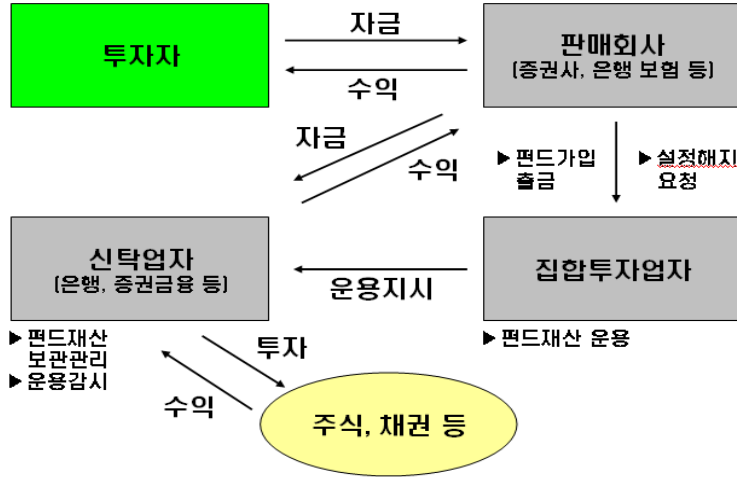 투자자
자금
수익
판매회사
(증권사, 은행 보험 등)
자금
수익
▶ 펀드가입
출금
▶ 설정해지
요청
신탁업자
(은행, 증권금융 등)
운용지시
집합투자업자
▶ 펀드재산
보관관리
▶ 운용감시
▶ 펀드재산 운용
투자
수익
주식, 채권 등